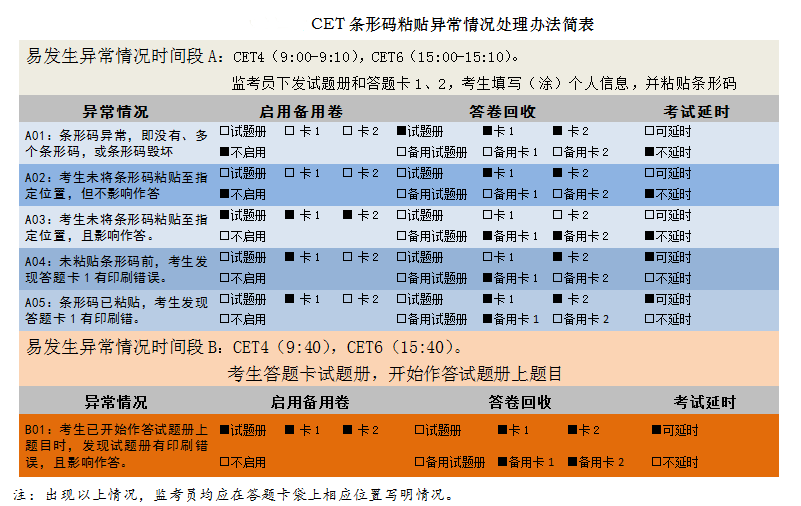 CET 条形码粘贴异常情况处理办法简表
易发生异常情况时间段 A：CET4（9:00-9:10），CET6（15:00-15:10）。
监考员下发试题册和答题卡 1、2，考生填写（涂）个人信息，并粘贴条形码
异常情况 启用备用卷 答卷回收 考试延时
A01：条形码异常，即没有、多 □试题册 □ 卡 1 □ 卡 2 ■试题册 ■卡 1 ■ 卡 2 □可延时
个条形码，或条形码毁坏 ■不启用 □备用试题册 □备用卡 1 □备用卡 2 ■不延时
A02：考生未将条形码粘贴至指 □试题册 □ 卡 1 □ 卡 2 □试题册 ■卡 1 ■ 卡 2 □可延时
定位置，但不影响作答 ■不启用 □备用试题册 □备用卡 1 □备用卡 2 ■不延时
A03：考生未将条形码粘贴至指 ■试题册 ■ 卡 1 ■ 卡 2 □试题册 □卡 1 □ 卡 2 □可延时
定位置，且影响作答。 □不启用 □备用试题册 ■备用卡 1 ■备用卡 2 ■不延时
A04：未粘贴条形码前，考生发 □试题册 ■ 卡 1 □ 卡 2 □试题册 ■卡 1 ■ 卡 2 ■可延时
现答题卡 1 有印刷错误。 □不启用 □备用试题册 ■备用卡 1 □备用卡 2 □不延时
A05：条形码已粘贴，考生发现 □试题册 ■ 卡 1 □ 卡 2 □试题册 ■卡 1 ■ 卡 2 ■可延时
答题卡 1 有印刷错。 □不启用 □备用试题册 ■备用卡 1 □备用卡 2 □不延时
易发生异常情况时间段 B：CET4（9:40），CET6（15:40）。
考生答题卡试题册，开始作答试题册上题目
异常情况 启用备用卷 答卷回收 考试延时
B01：考生已开始作答试题册上 ■试题册 ■ 卡 1 ■ 卡 2 □试题册 ■卡 1 ■卡 2 ■可延时
题目时，发现试题册有印刷错
误，且影响作答。 □不启用 □备用试题册 ■备用卡 1 ■备用卡 2 □不延时
注：出现以上情况，监考员均应在答题卡袋上相应位置写明情况。